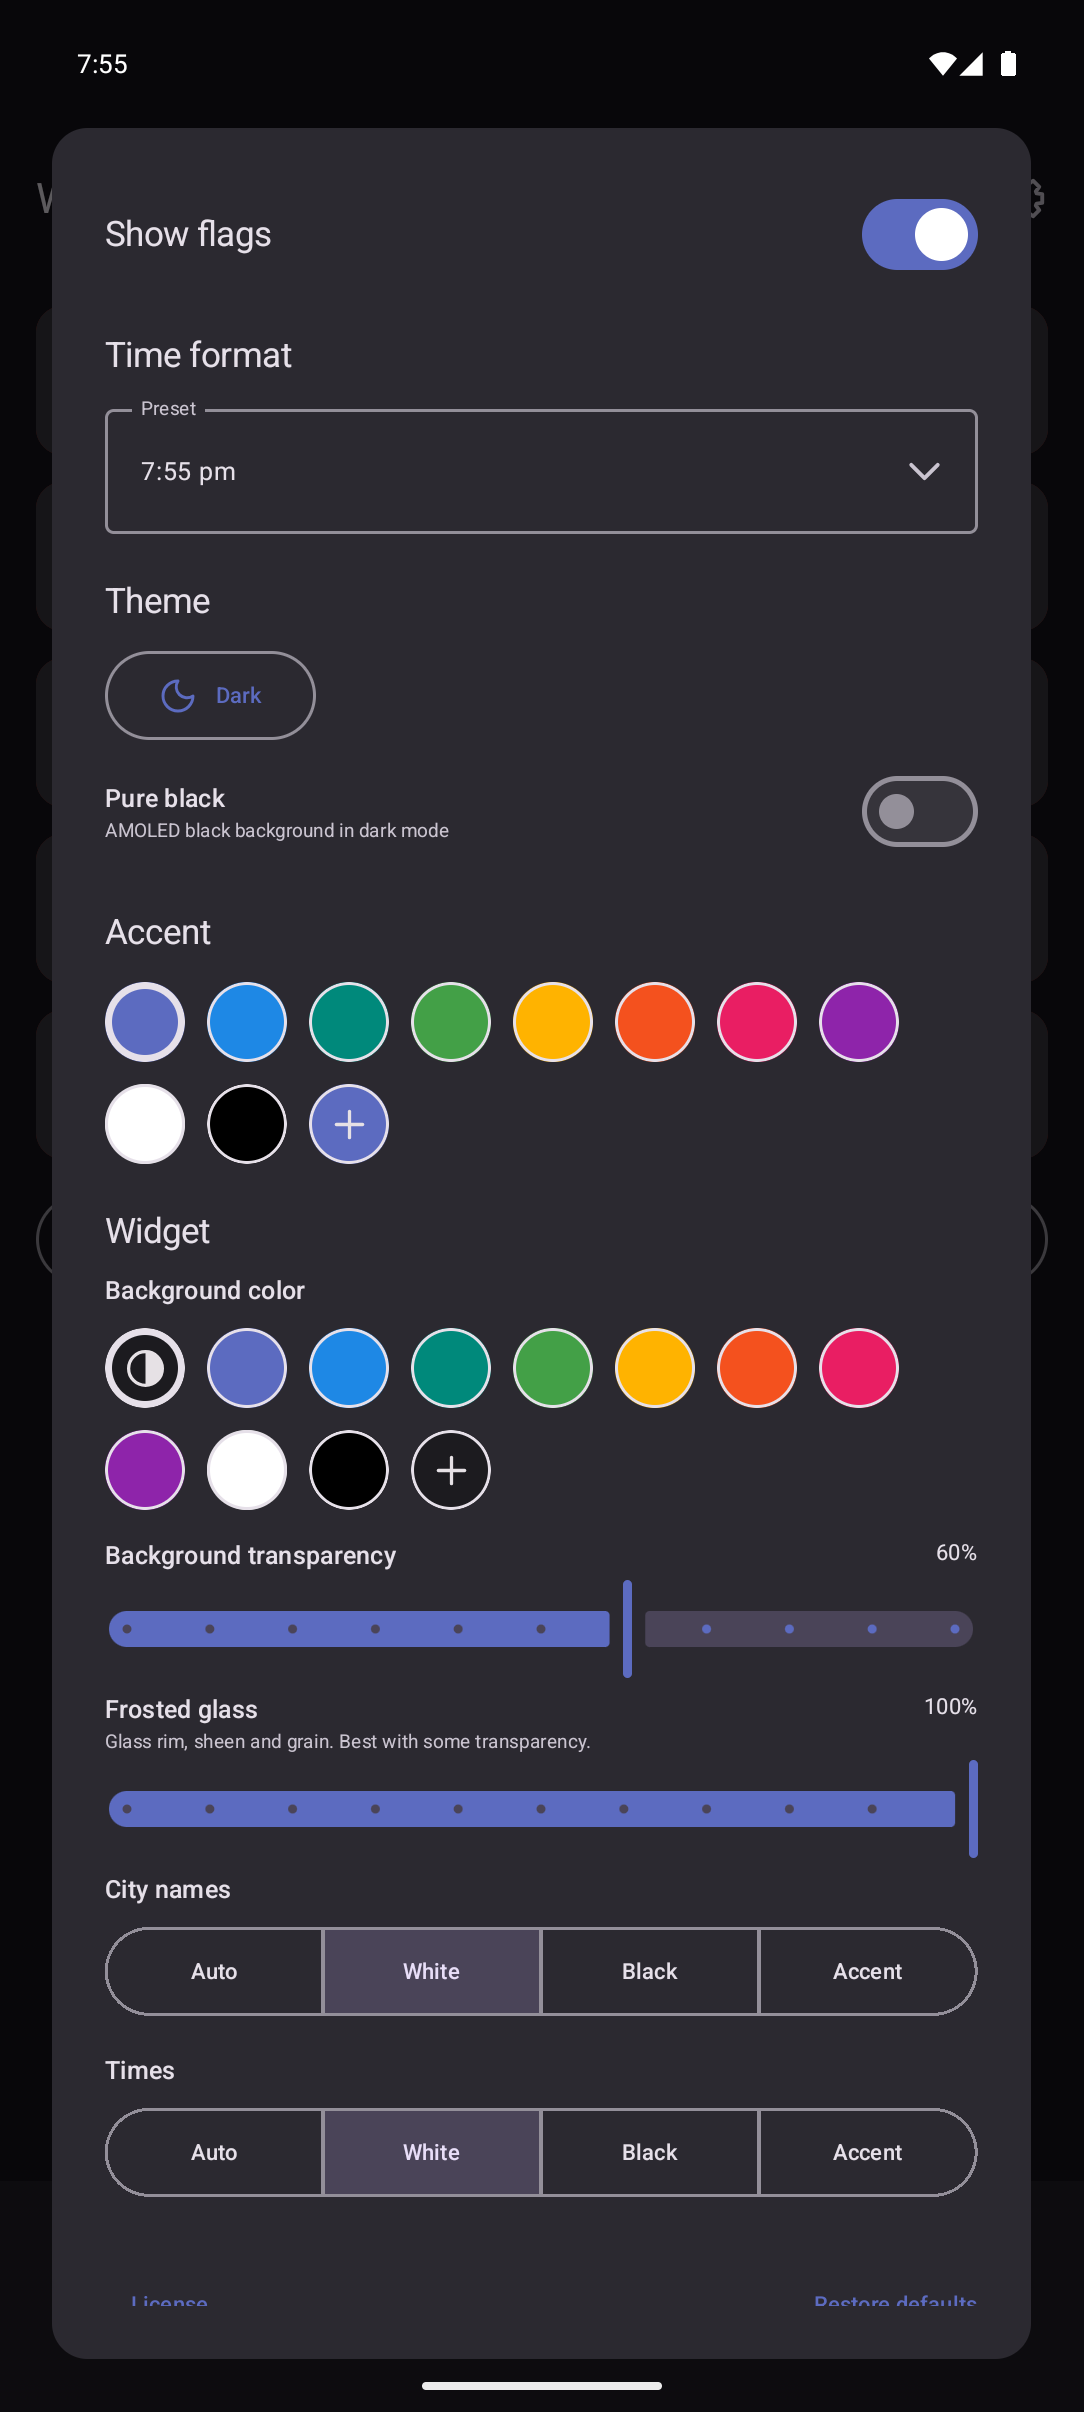 7:55
Show flags
Time format
Preset
7:55 pm
Theme
Dark
Pure black
AMOLED black background in dark mode
Accent
Widget
Background color
Background transparency
60%
Frosted glass
100%
Glass rim, sheen and grain. Best with some transparency.
City names
Auto White Black Accent
Times
Auto White Black Accent
License Restore defaults